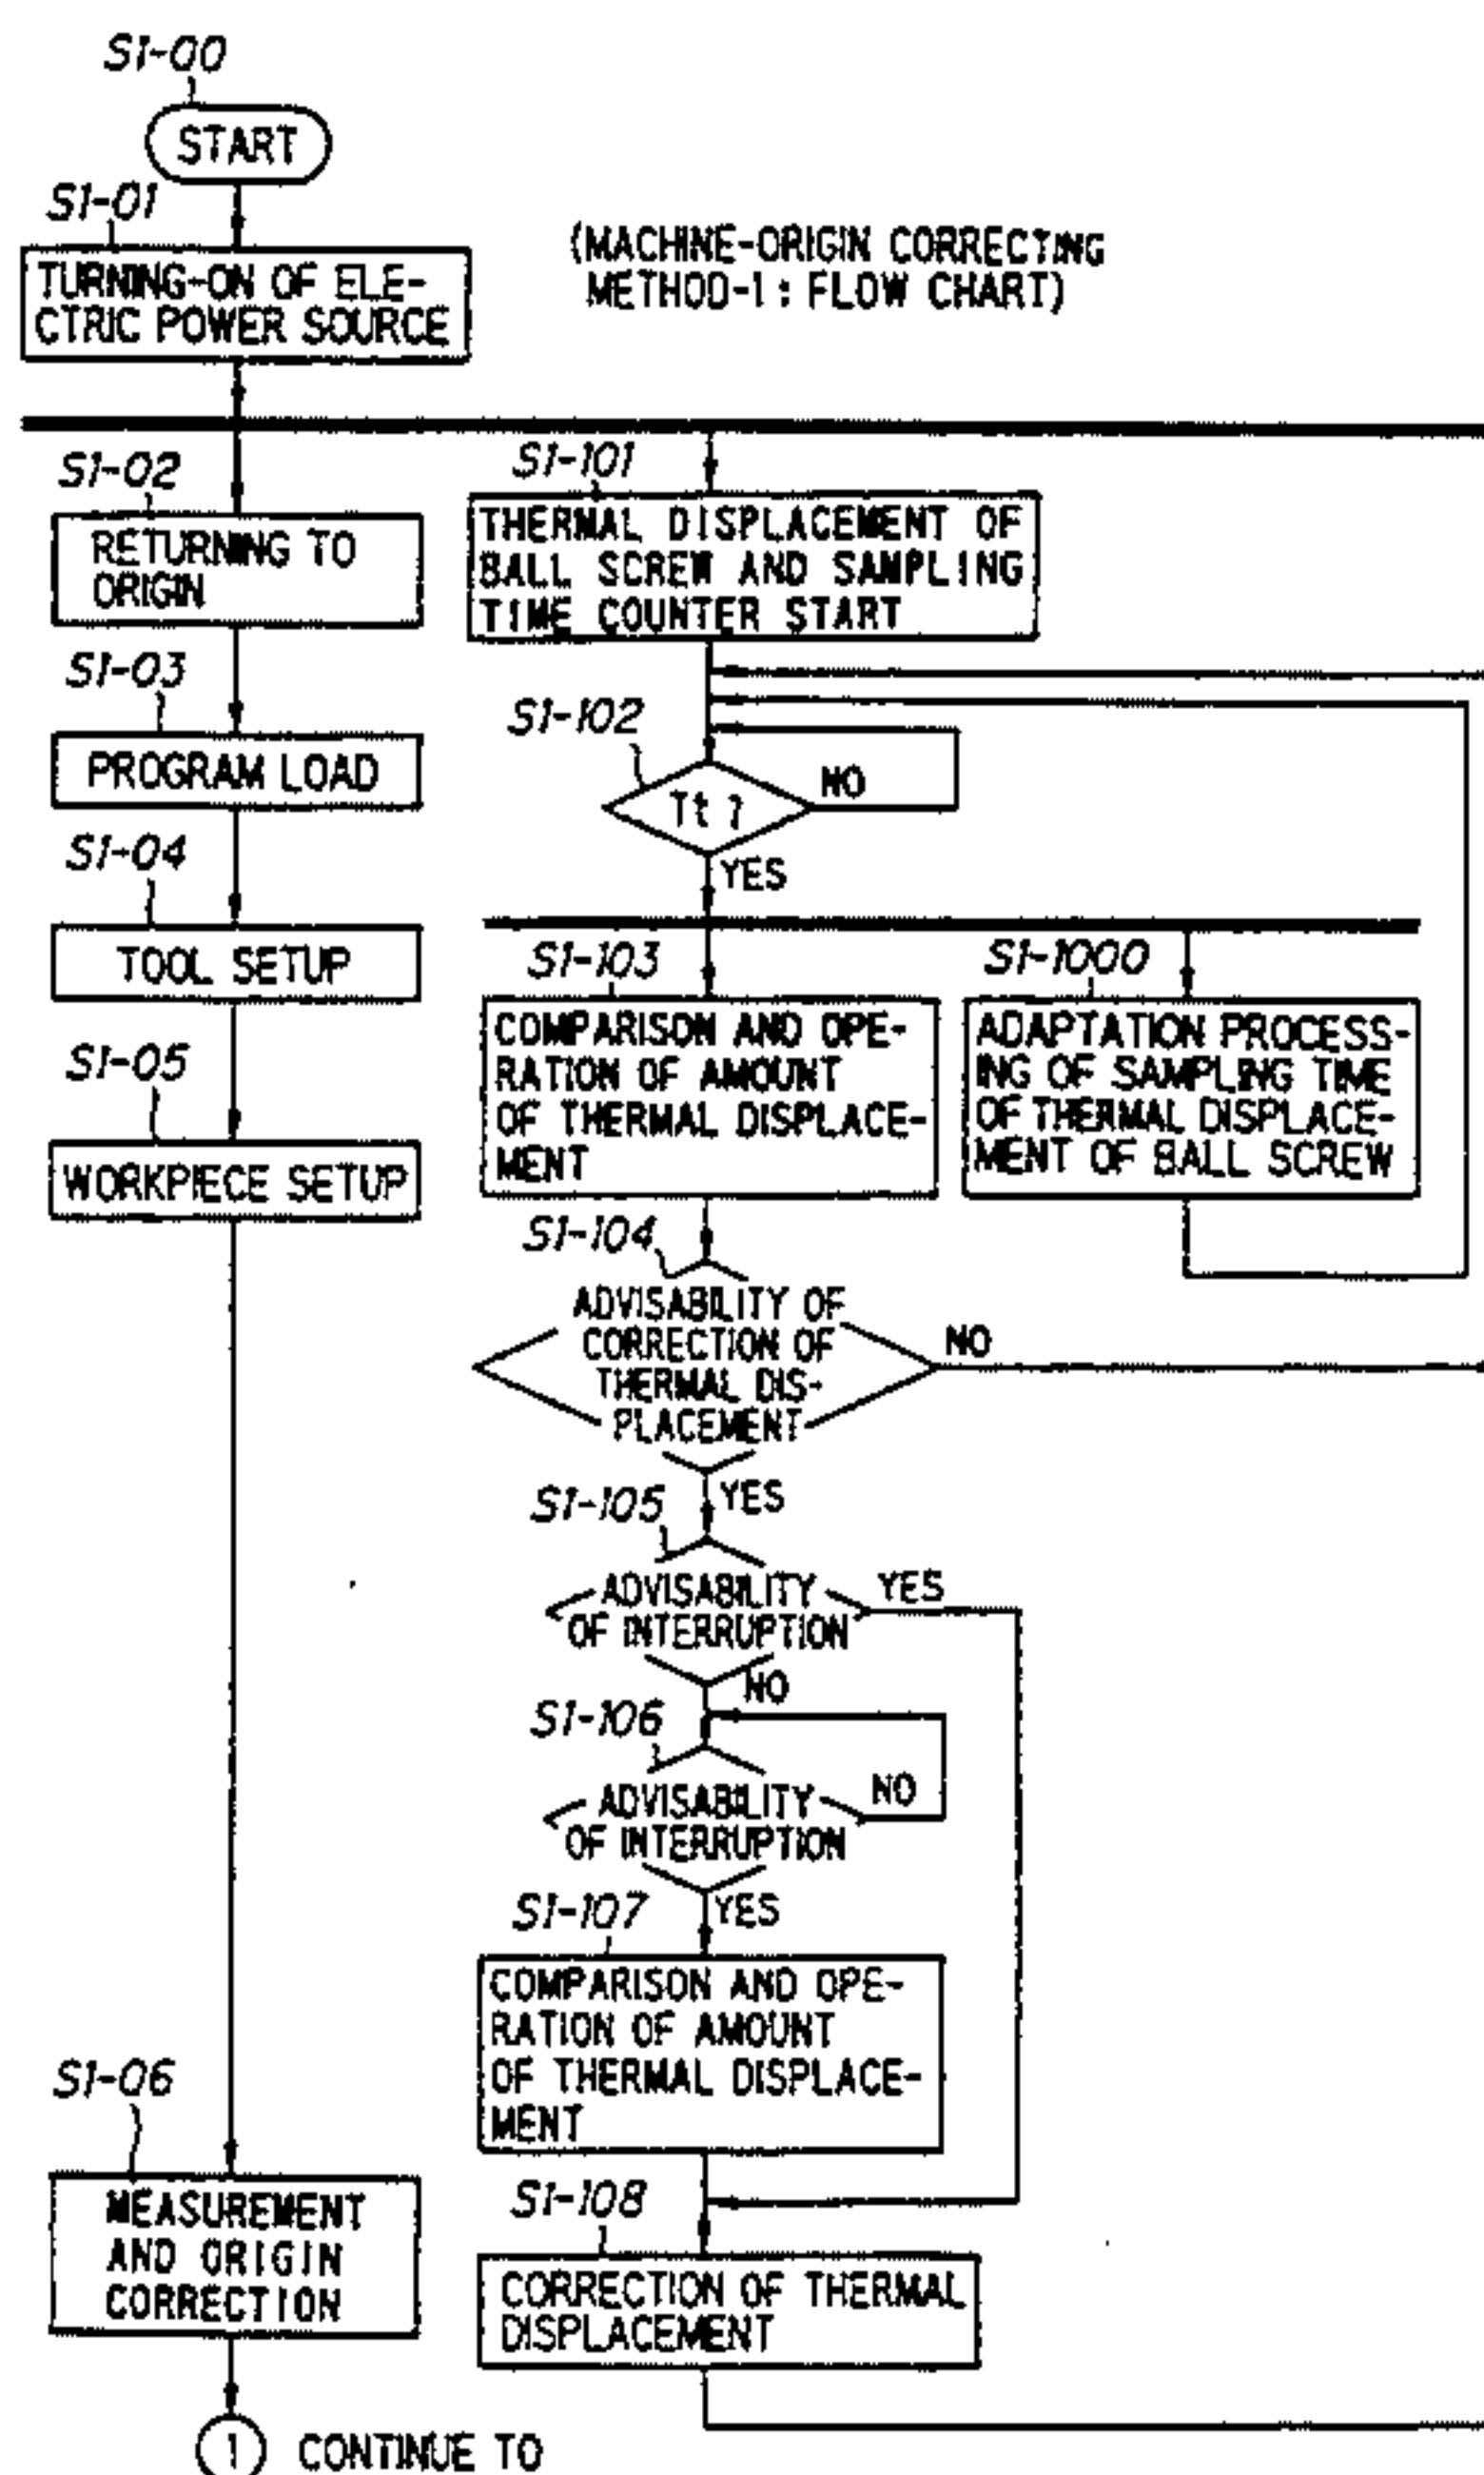 S1-00
START
S1-01
TURNING-ON OF ELE-
CTRIC POWER SOURCE
(MACHINE-ORIGIN CORRECTING
METHOD-1: FLOW CHART)
S1-02
RETURNING TO
ORIGIN
S1-03
PROGRAM LOAD
S1-04
TOOL SETUP
S1-05
WORKPIECE SETUP
S1-06
MEASUREMENT
AND ORIGIN
CORRECTION
1 CONTINUE TO
S1-101
THERMAL DISPLACEMENT OF
BALL SCREW AND SAMPLING
TIME COUNTER START
S1-102
Tt ?
NO
YES
S1-103
COMPARISON AND OPE-
RATION OF AMOUNT
OF THERMAL DISPLACE-
MENT
S1-1000
ADAPTATION PROCESS-
ING OF SAMPLING TIME
OF THERMAL DISPLACE-
MENT OF BALL SCREW
S1-104
ADVISABILITY OF
CORRECTION OF
THERMAL DIS-
PLACEMENT
NO
YES
S1-105
ADVISABILITY
OF INTERRUPTION
YES
NO
S1-106
ADVISABILITY
OF INTERRUPTION
NO
YES
S1-107
COMPARISON AND OPE-
RATION OF AMOUNT
OF THERMAL DISPLACE-
MENT
S1-108
CORRECTION OF THERMAL
DISPLACEMENT